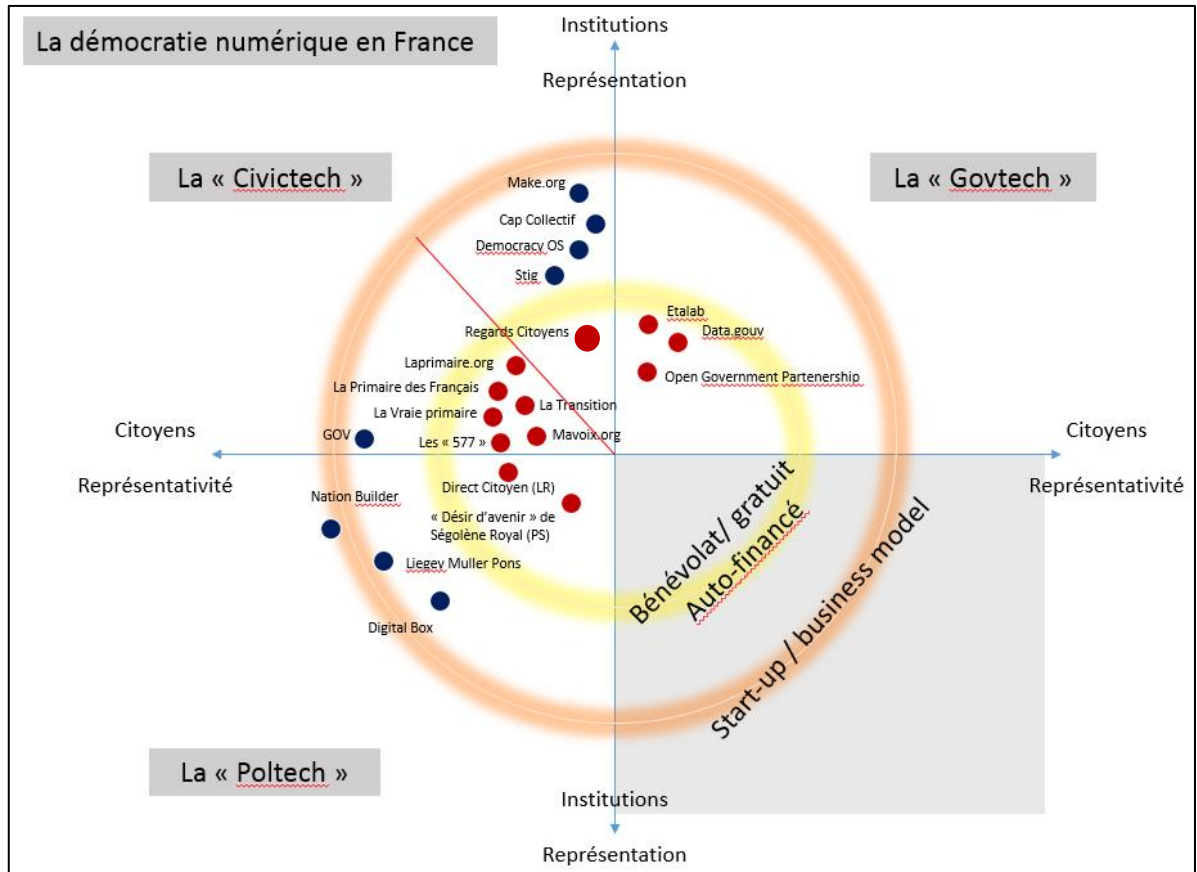 La démocratie numérique en France
Institutions
Représentation
La « Civictech »
La « Govtech »
Make.org
Cap Collectif
Democracy OS
Stig
Etalab
Regards Citoyens
Data.gouv
Laprimaire.org
Open Government Partenership
La Primaire des Français
La Transition
La Vraie primaire
Citoyens
GOV
Les « 577 »
Mavoix.org
Citoyens
Représentativité
Représentativité
Nation Builder
Direct Citoyen (LR)
« Désir d’avenir » de
Ségolène Royal (PS)
Liegey Muller Pons
Digital Box
Bénévolat/ gratuit
Auto-financé
Start-up / business model
La « Poltech »
Institutions
Représentation